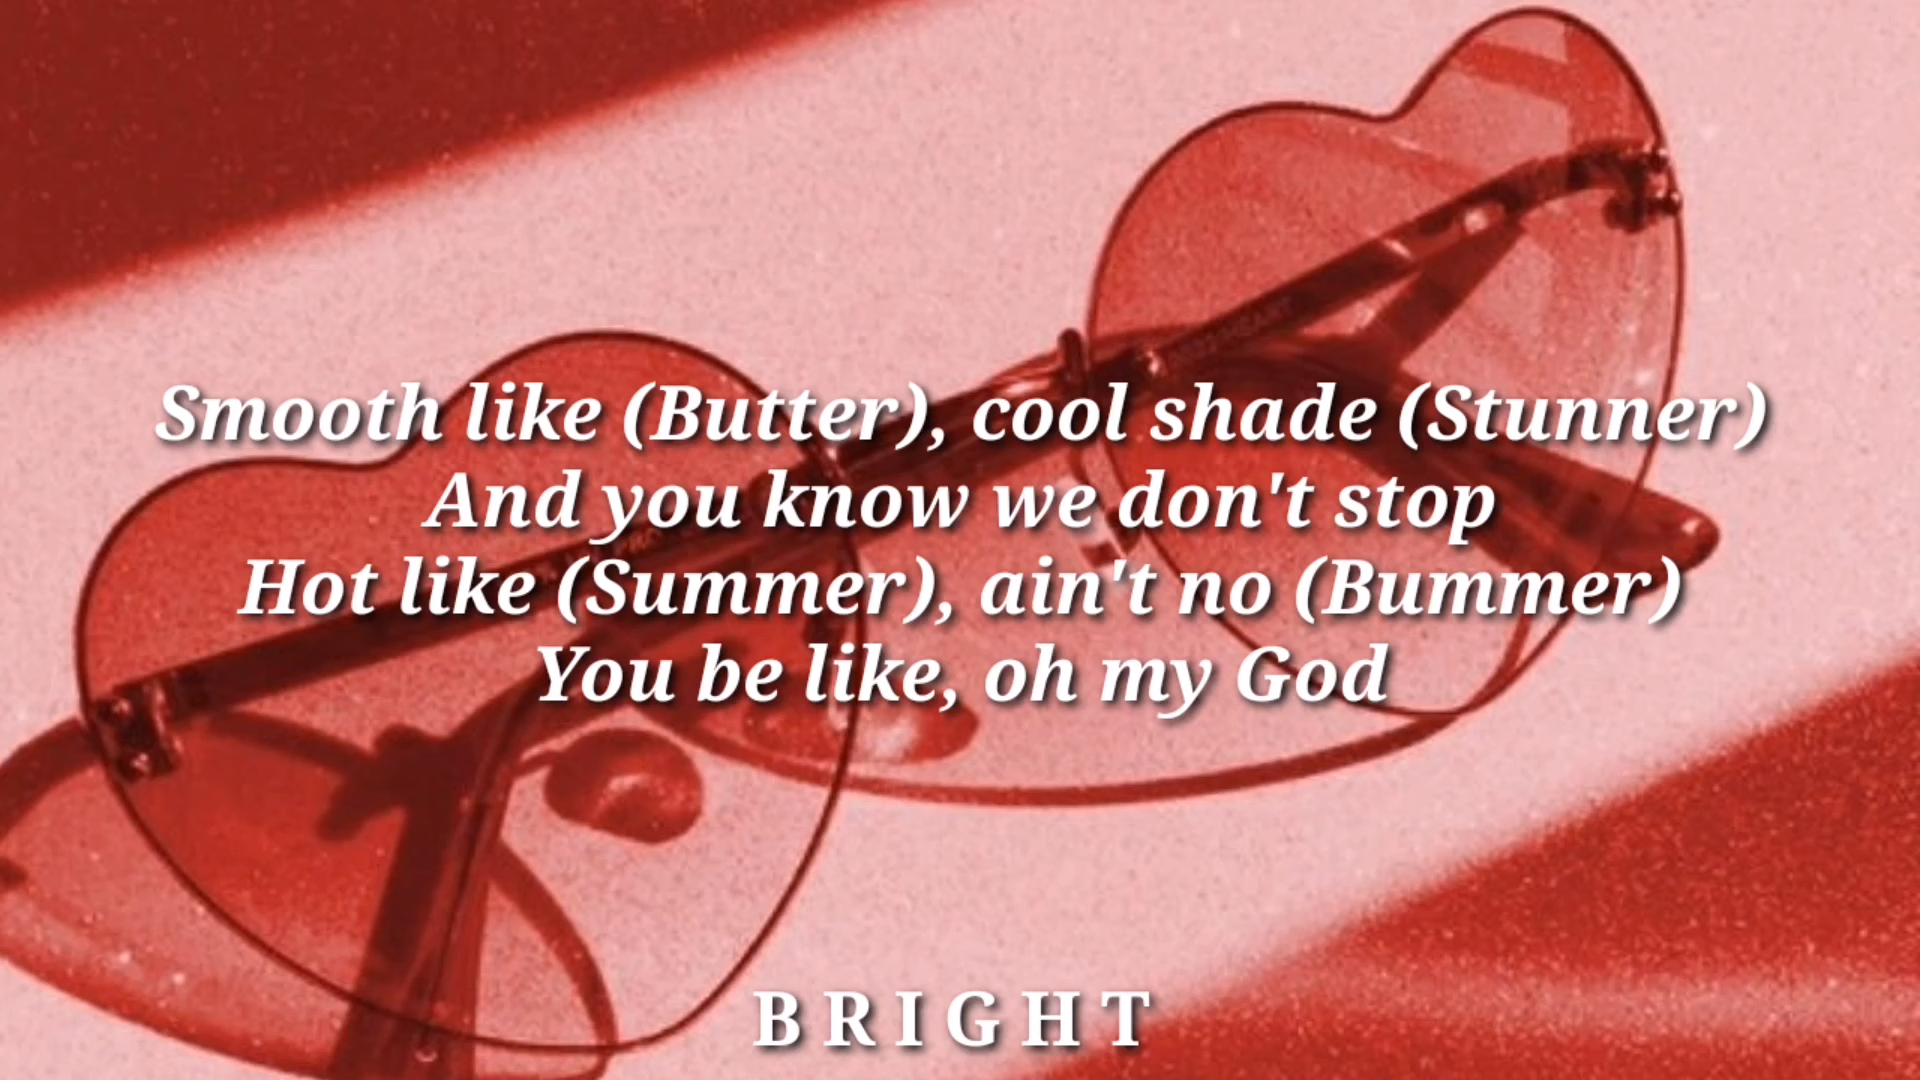 Smooth like (Butter), cool shade (Stunner)
And you know we don't stop
Hot like (Summer), ain't no (Bummer)
You be like, oh my God
BRIGHT